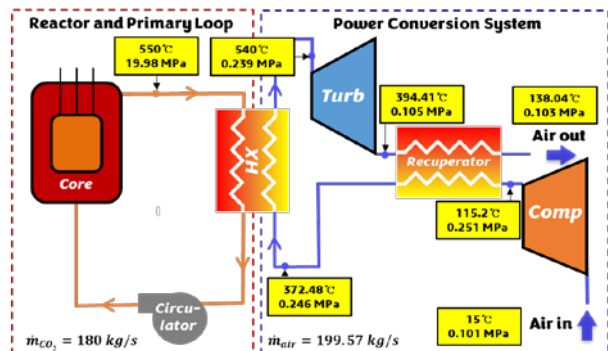 Reactor and Primary Loop
Power Conversion System
550℃
19.98 MPa
540℃
0.239 MPa
Turb
394.41℃
0.105 MPa
138.04℃
0.103 MPa
Air out
Core
HX
Recuperator
115.2℃
0.251 MPa
Comp
372.48℃
0.246 MPa
Circu-
lator
15℃
0.101 MPa
Air in
ṁCO₂ = 180 kg/s
ṁair = 199.57 kg/s